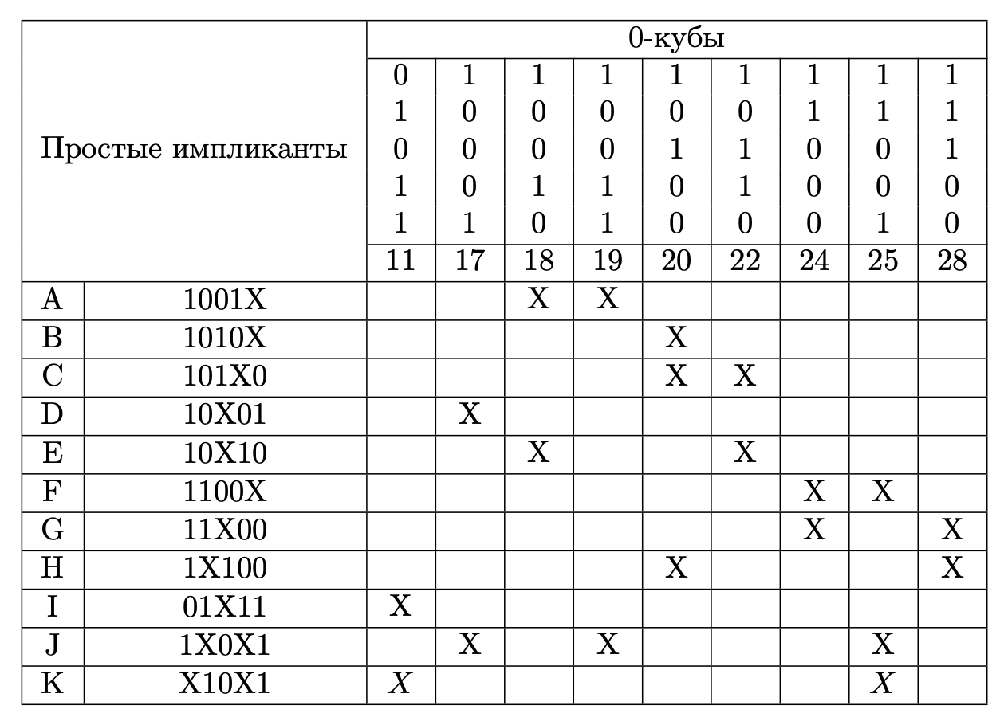 0-кубы
0 1 1 1 1 1 1 1 1
1 0 0 0 0 0 1 1 1
Простые импликанты 0 0 0 0 1 1 0 0 1
1 0 1 1 0 1 0 0 0
1 1 0 1 0 0 0 1 0
11 17 18 19 20 22 24 25 28
A 1001X X X
B 1010X X
C 101X0 X X
D 10X01 X
E 10X10 X X
F 1100X X X
G 11X00 X X
H 1X100 X X
I 01X11 X
J 1X0X1 X X X
K X10X1 X X